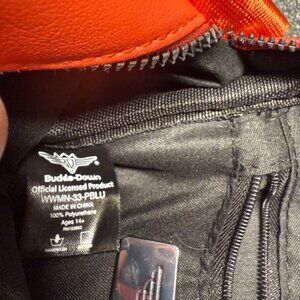 Buckle-Down
Official Licensed Product
WWMN-33-PBLU
MADE IN CHINA
100% Polyurethane
Ages 14+